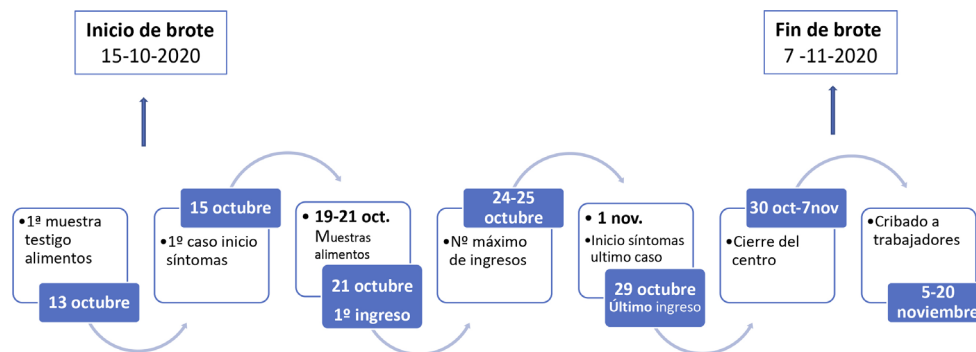 Inicio de brote
15-10-2020
Fin de brote
7 -11-2020
•1ª muestra
testigo
alimentos
13 octubre
15 octubre
•1º caso inicio
síntomas
•19-21 oct.
Muestras
alimentos
21 octubre
1º ingreso
24-25
octubre
•Nº máximo
de ingresos
•1 nov.
•Inicio síntomas
ultimo caso
29 octubre
Último ingreso
30 oct-7nov
•Cierre del
centro
•Cribado a
trabajadores
5-20
noviembre